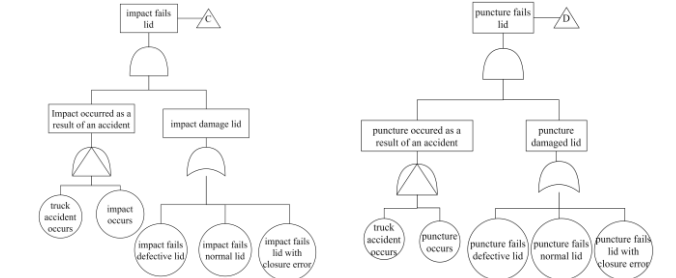 impact fails
lid
C
Impact occurred as a
result of an accident
impact damage lid
truck
accident
occurs
impact
occurs
impact fails
defective lid
impact fails
normal lid
impact fails
lid with
closure error
puncture fails
lid
D
puncture occured as a
result of an accident
puncture
damaged lid
truck
accident
occurs
puncture
occurs
puncture fails
defective lid
puncture fails
normal lid
puncture fails
lid with
closure error